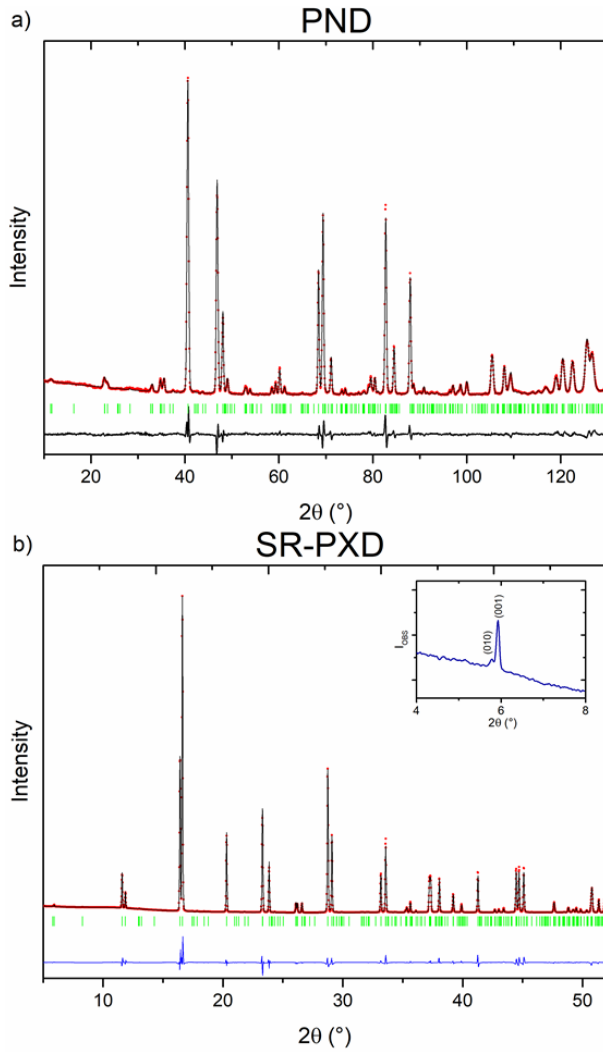 a) PND
Intensity
20 40 60 80 100 120
2θ (°)
b) SR-PXD
Intensity
I_OBS
(010)
(001)
4 6 8
2θ (°)
10 20 30 40 50
2θ (°)